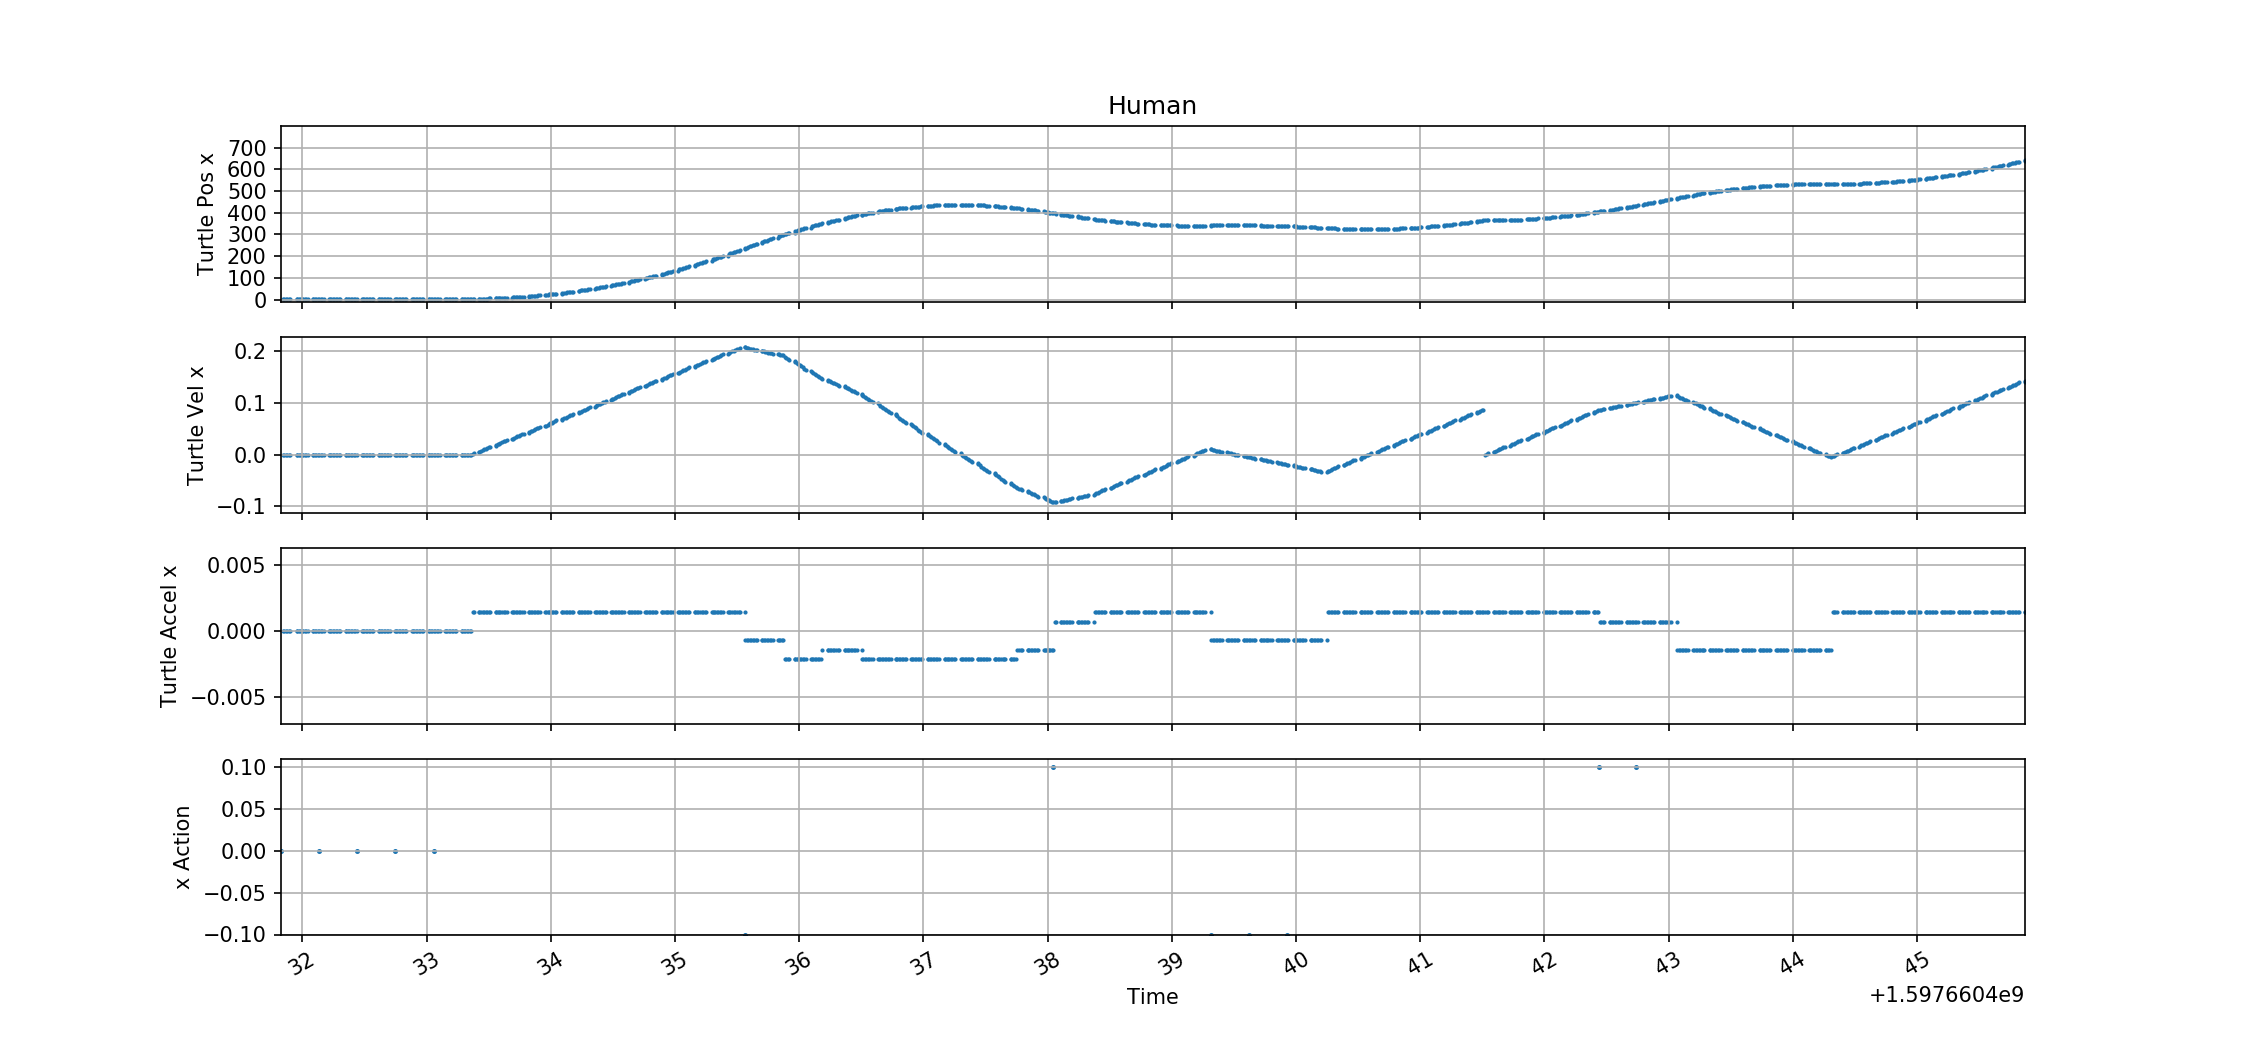 Human
Turtle Pos x
700
600
500
400
300
200
100
0
Turtle Vel x
0.2
0.1
0.0
−0.1
Turtle Accel x
0.005
0.000
−0.005
x Action
0.10
0.05
0.00
−0.05
−0.10
32 33 34 35 36 37 38 39 40 41 42 43 44 45
Time
+1.5976604e9